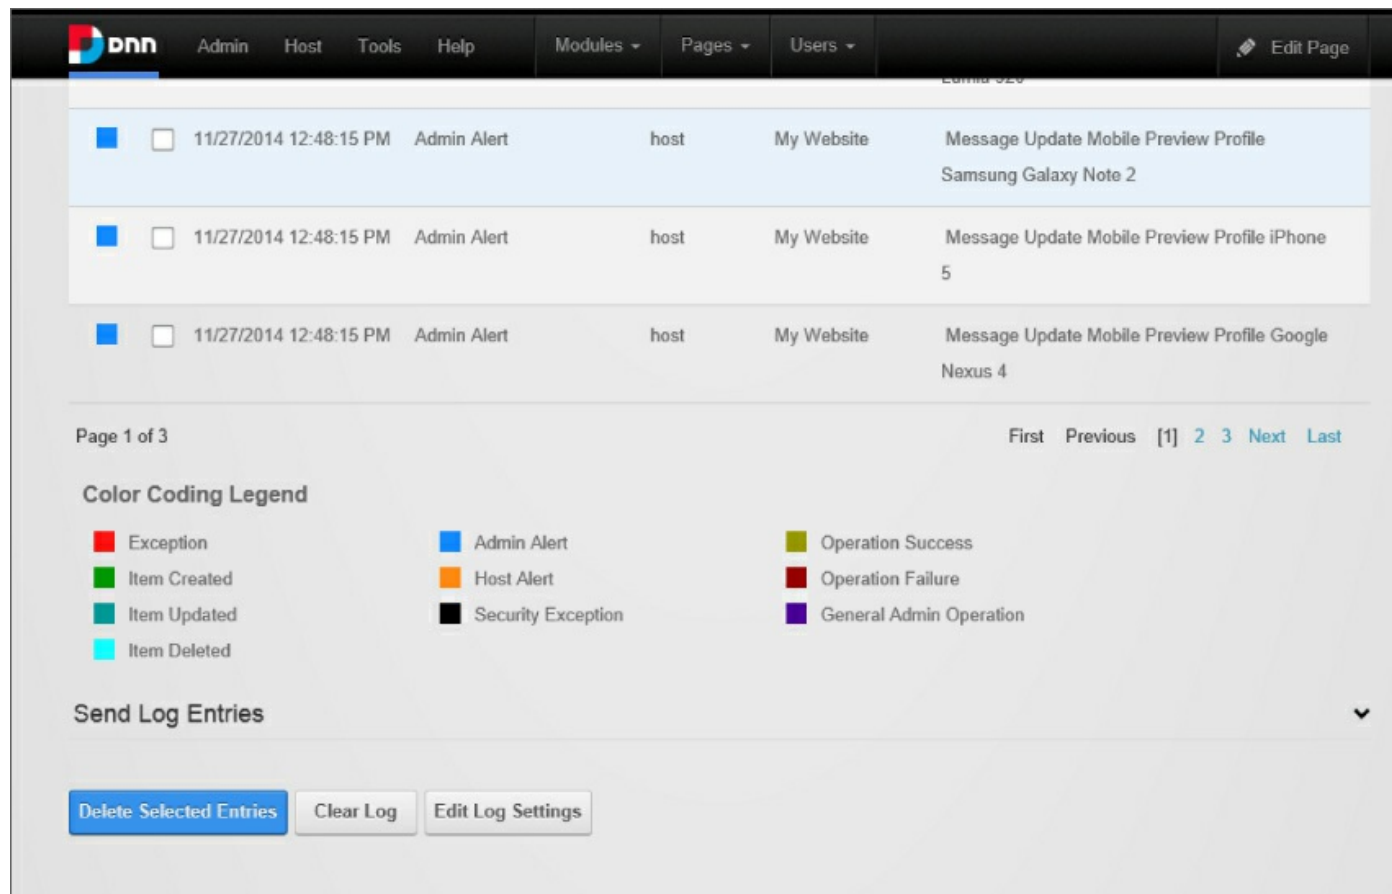 DNN Admin Host Tools Help Modules Pages Users Edit Page
Lumia 520
11/27/2014 12:48:15 PM Admin Alert host My Website Message Update Mobile Preview Profile
Samsung Galaxy Note 2
11/27/2014 12:48:15 PM Admin Alert host My Website Message Update Mobile Preview Profile iPhone
5
11/27/2014 12:48:15 PM Admin Alert host My Website Message Update Mobile Preview Profile Google
Nexus 4
Page 1 of 3 First Previous [1] 2 3 Next Last
Color Coding Legend
Exception Admin Alert Operation Success
Item Created Host Alert Operation Failure
Item Updated Security Exception General Admin Operation
Item Deleted
Send Log Entries
Delete Selected Entries Clear Log Edit Log Settings